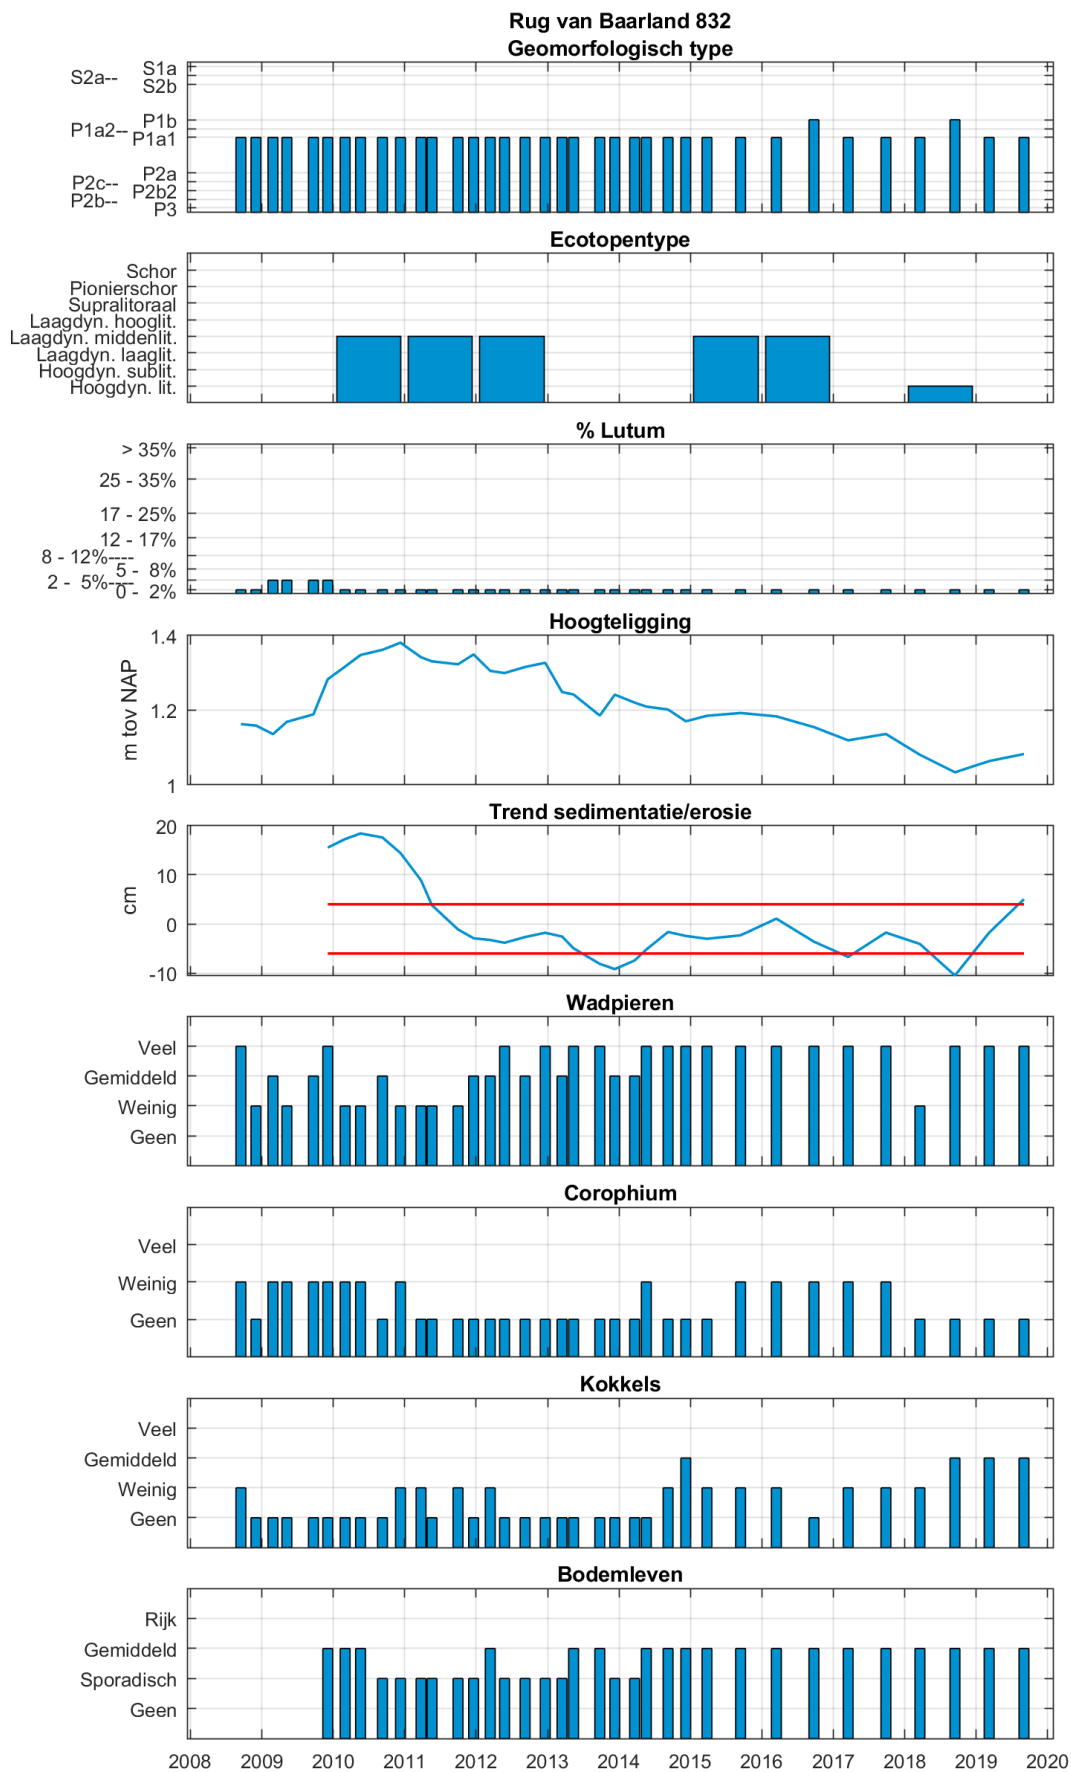 Rug van Baarland 832
Geomorfologisch type
S1a
S2a--
S2b
P1b
P1a2--
P1a1
P2a
P2c--
P2b2
P2b--
P3
Ecotopentype
Schor
Pionierschor
Supralitoraal
Laagdyn. hooglit.
Laagdyn. middenlit.
Laagdyn. laaglit.
Hoogdyn. sublit.
Hoogdyn. lit.
% Lutum
> 35%
25 - 35%
17 - 25%
12 - 17%
8 - 12%----
5 - 8%
2 - 5%----
0 - 2%
Hoogteligging
m tov NAP
1.4
1.2
1
Trend sedimentatie/erosie
cm
20
10
0
-10
Wadpieren
Veel
Gemiddeld
Weinig
Geen
Corophium
Veel
Weinig
Geen
Kokkels
Veel
Gemiddeld
Weinig
Geen
Bodemleven
Rijk
Gemiddeld
Sporadisch
Geen
2008 2009 2010 2011 2012 2013 2014 2015 2016 2017 2018 2019 2020